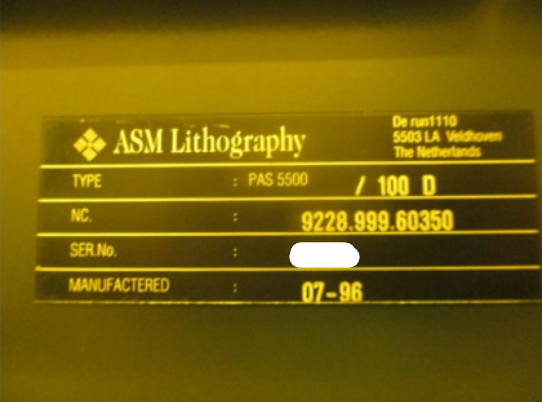 ASM Lithography
De run1110
5503 LA Veldhoven
The Netherlands
TYPE : PAS 5500 / 100 D
NC. : 9228.999.60350
SER.No. :
MANUFACTERED : 07-96